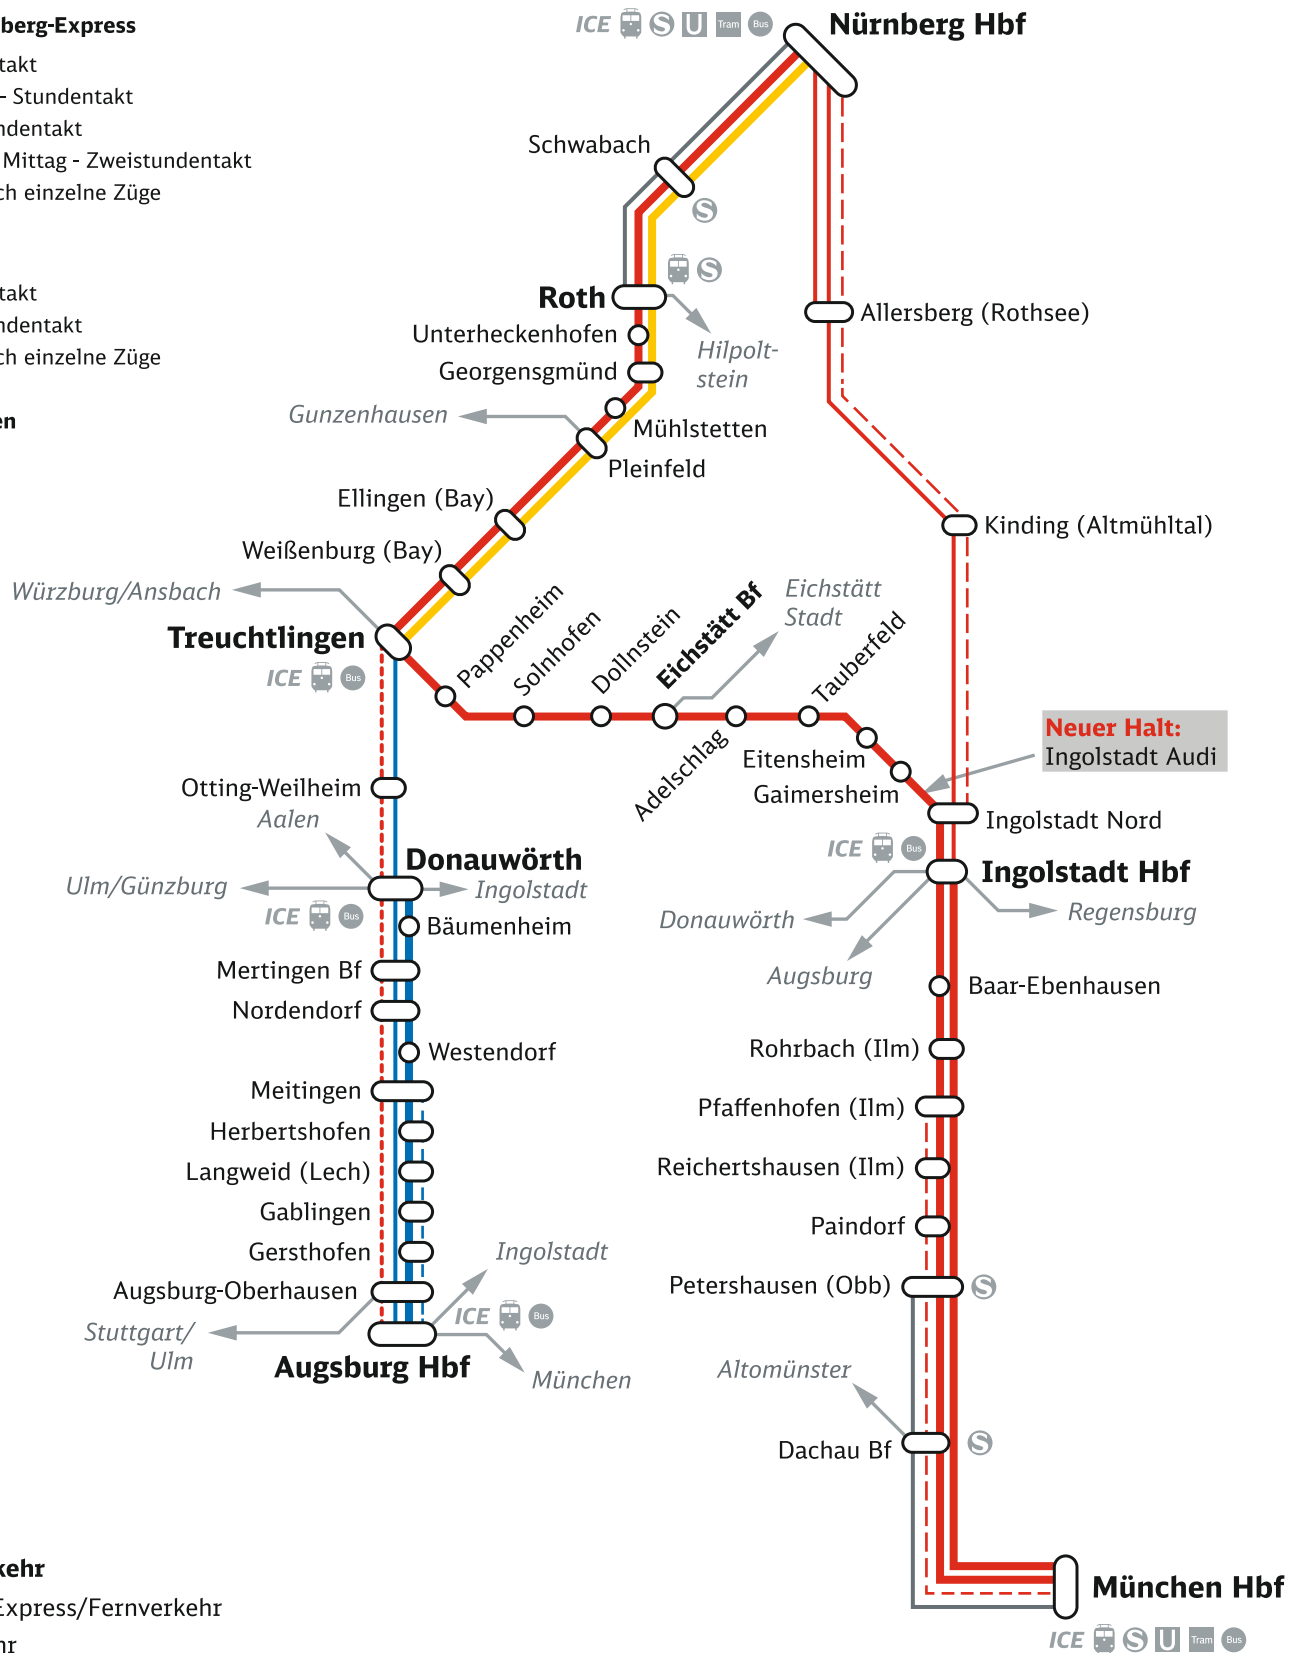 berg-Express
takt
- Stundentakt
ndentakt
Mittag - Zweistundentakt
ch einzelne Züge
takt
ndentakt
ch einzelne Züge
en
ICE S U Tram Bus
Nürnberg Hbf
Schwabach
S
S
Roth
Unterheckenhofen
Georgensgmünd
Hilpolt-
stein
Allersberg (Rothsee)
Gunzenhausen
Mühlstetten
Pleinfeld
Ellingen (Bay)
Weißenburg (Bay)
Kinding (Altmühltal)
Würzburg/Ansbach
Treuchtlingen
ICE Bus
Pappenheim
Solnhofen
Dollnstein
Eichstätt Bf
Eichstätt
Stadt
Adelschlag
Tauberfeld
Eitensheim
Gaimersheim
Neuer Halt:
Ingolstadt Audi
Ingolstadt Nord
ICE Bus
Ingolstadt Hbf
Donauwörth
Regensburg
Augsburg
Otting-Weilheim
Aalen
Donauwörth
Ulm/Günzburg
Ingolstadt
ICE Bus
Bäumenheim
Mertingen Bf
Nordendorf
Westendorf
Meitingen
Herbertshofen
Langweid (Lech)
Gablingen
Gersthofen
Ingolstadt
Augsburg-Oberhausen
ICE Bus
Stuttgart/
Ulm
Augsburg Hbf
München
Baar-Ebenhausen
Rohrbach (Ilm)
Pfaffenhofen (Ilm)
Reichertshausen (Ilm)
Paindorf
Petershausen (Obb)
S
Altomünster
Dachau Bf
S
München Hbf
ICE S U Tram Bus
kehr
Express/Fernverkehr
hr